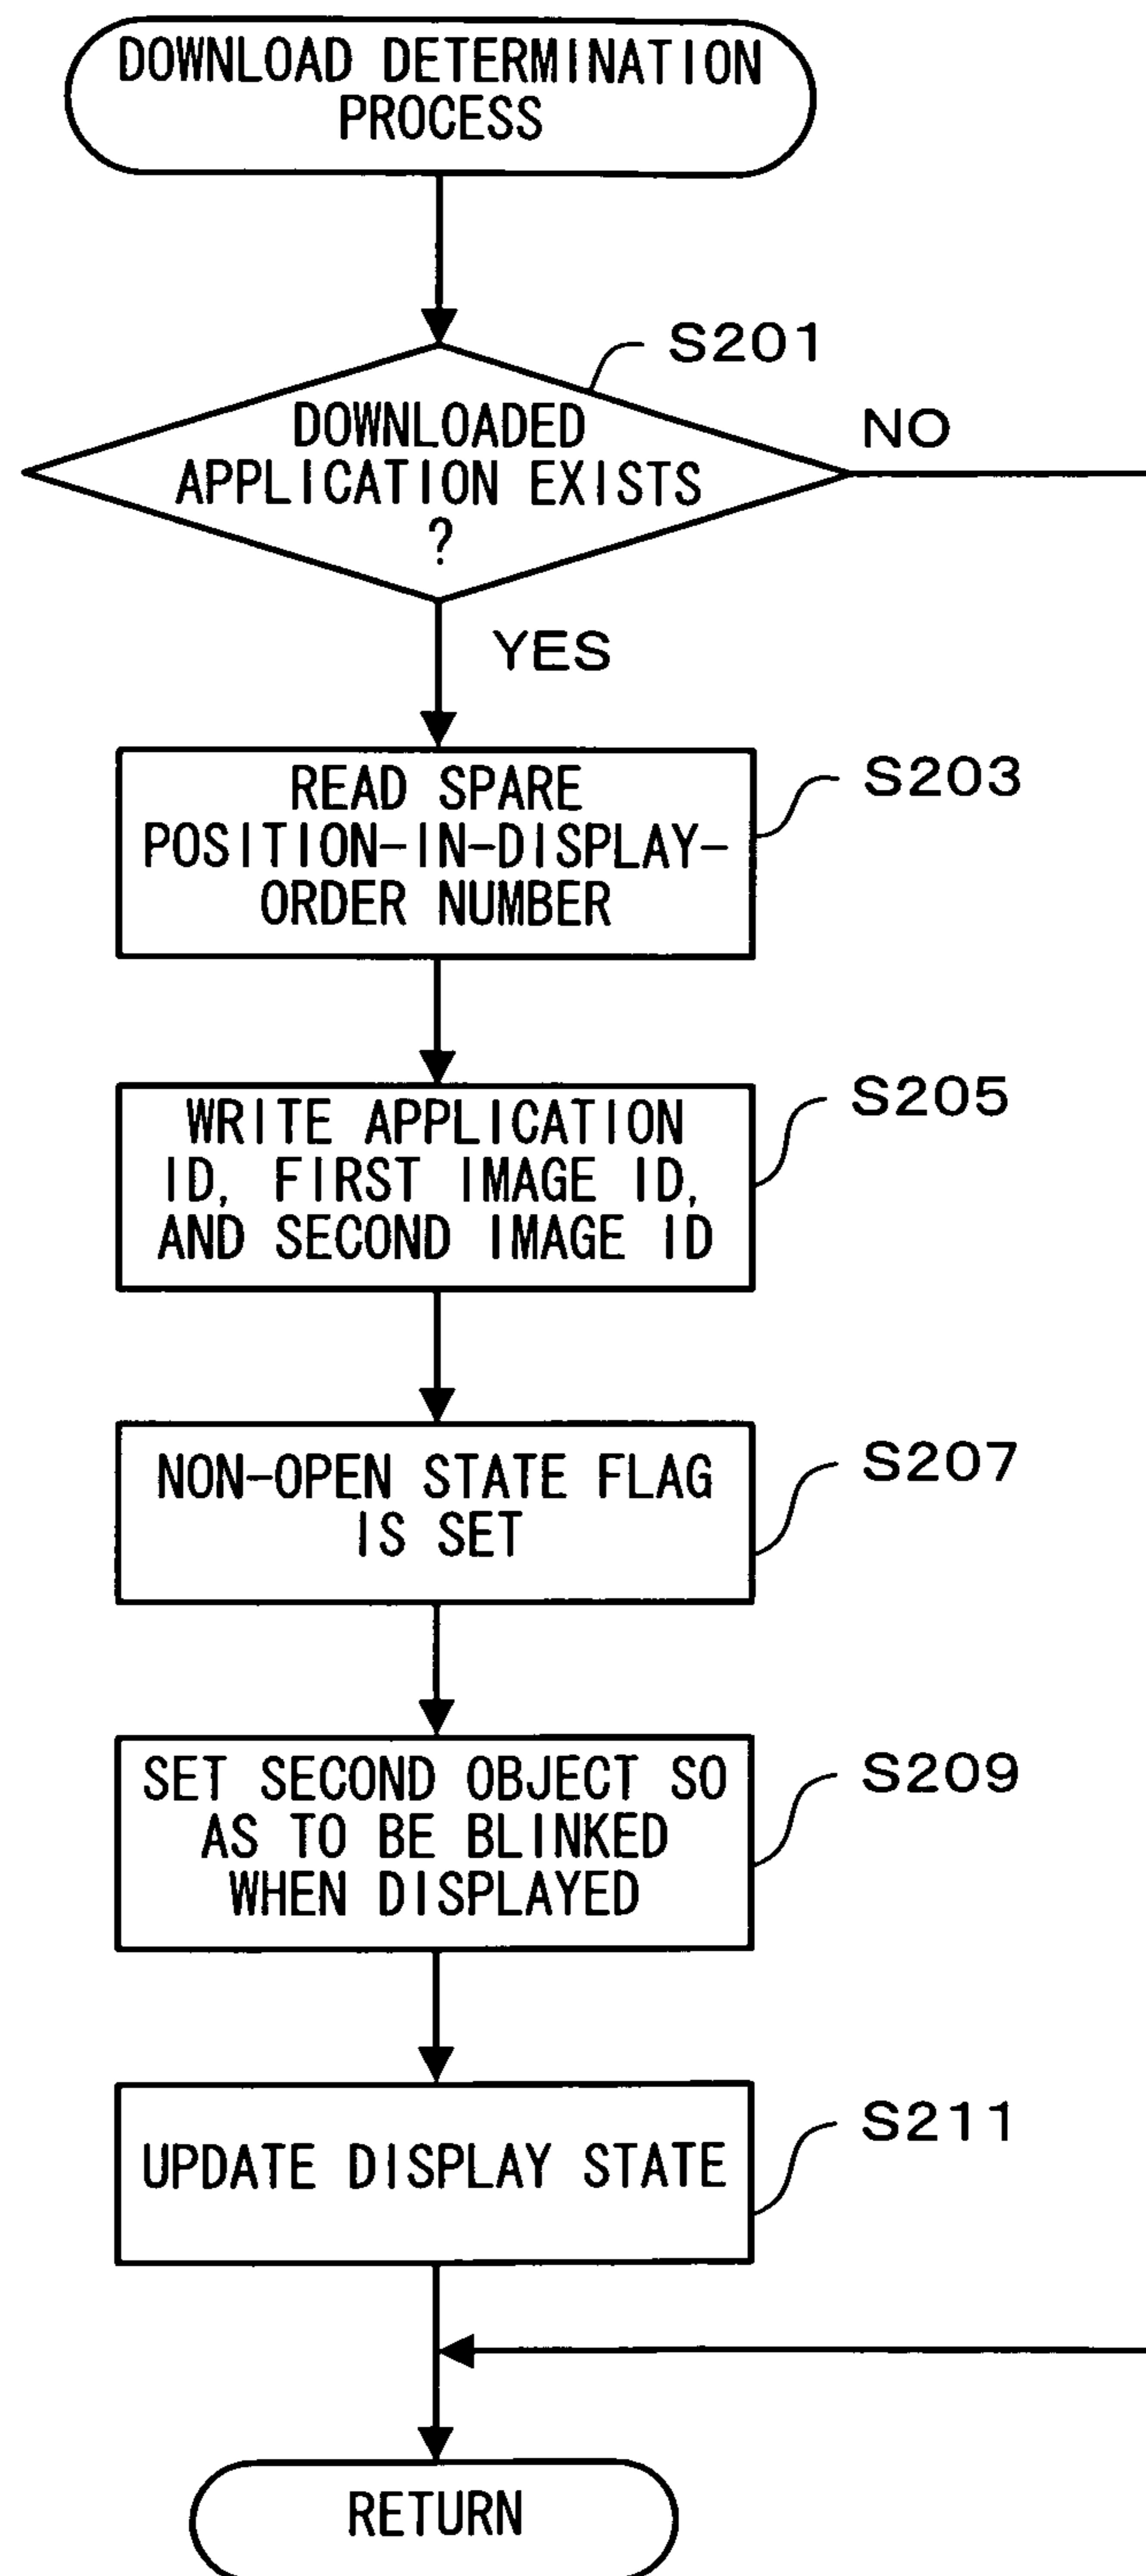 DOWNLOAD DETERMINATION
PROCESS
S201
DOWNLOADED
APPLICATION EXISTS
?
NO
YES
READ SPARE
POSITION-IN-DISPLAY-
ORDER NUMBER
S203
WRITE APPLICATION
ID, FIRST IMAGE ID,
AND SECOND IMAGE ID
S205
NON-OPEN STATE FLAG
IS SET
S207
SET SECOND OBJECT SO
AS TO BE BLINKED
WHEN DISPLAYED
S209
UPDATE DISPLAY STATE
S211
RETURN